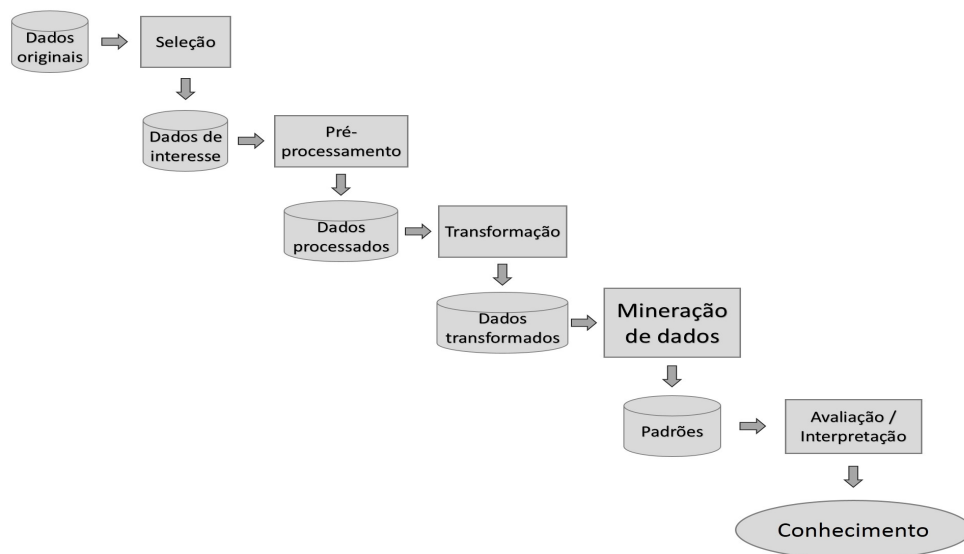 Dados
originais
Seleção
Dados de
interesse
Pré-
processamento
Dados
processados
Transformação
Dados
transformados
Mineração
de dados
Padrões
Avaliação /
Interpretação
Conhecimento